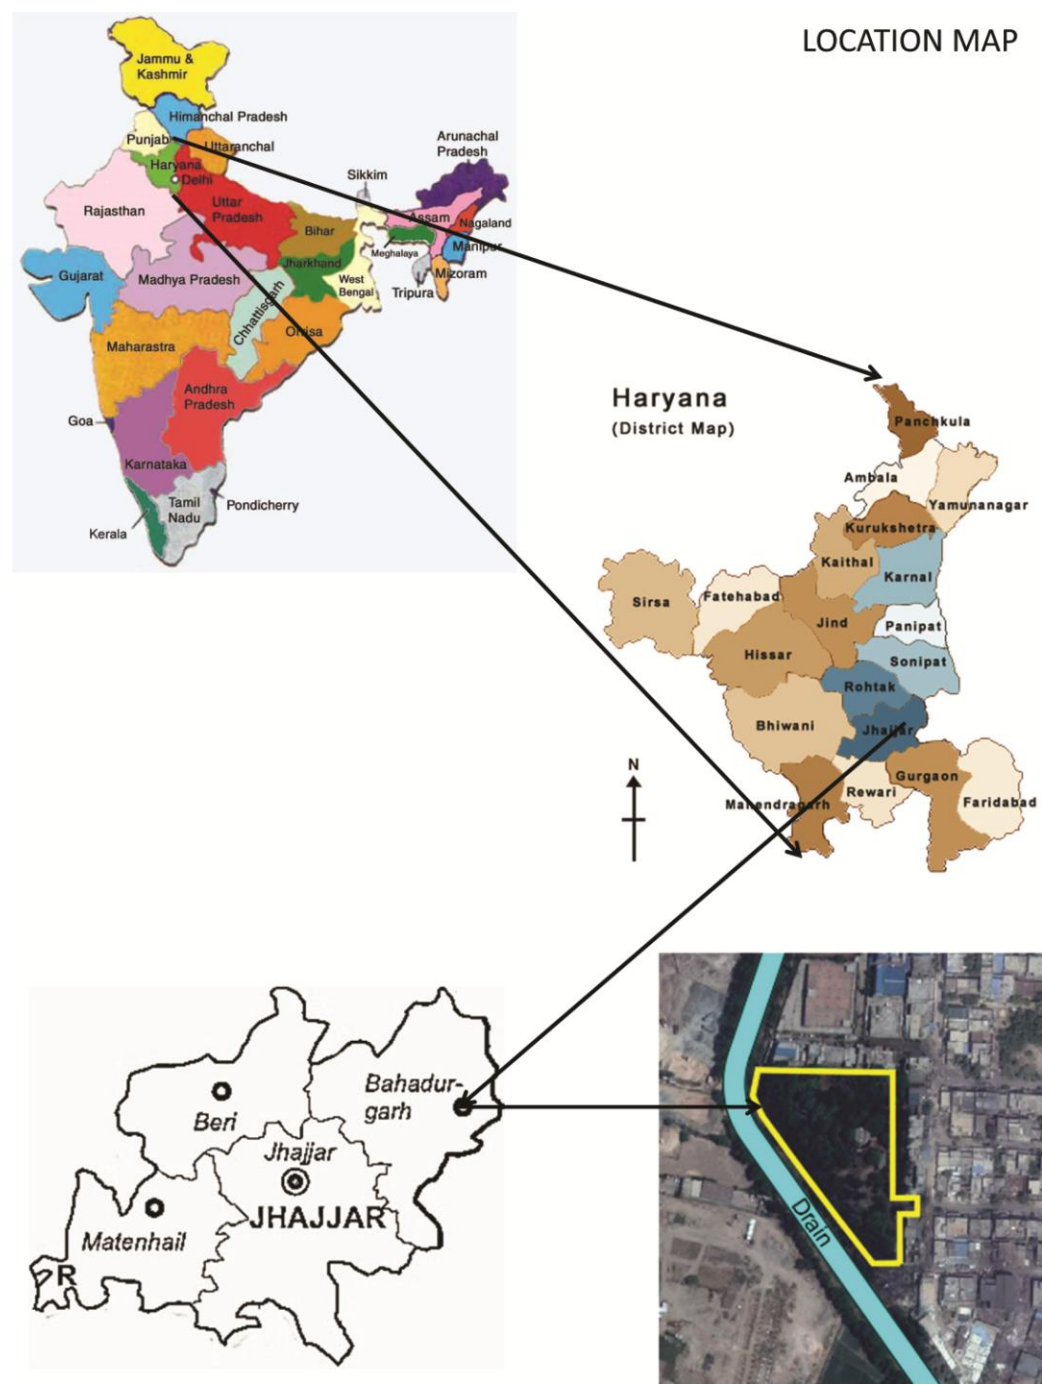 LOCATION MAP
Jammu &
Kashmir
Himanchal Pradesh
Punjab
Uttaranchal
Haryana
Delhi
Arunachal
Pradesh
Sikkim
Rajasthan
Uttar
Pradesh
Assam
Nagaland
Bihar
Meghalaya
Manipur
Gujarat
Madhya Pradesh
Jharkhand
Mizoram
West
Bengal
Tripura
Chhattisgarh
Orissa
Maharastra
Andhra
Pradesh
Goa
Karnataka
Tamil
Nadu
Pondicherry
Kerala
Haryana
(District Map)
Panchkula
Ambala
Yamunanagar
Kurukshetra
Kaithal
Karnal
Sirsa
Fatehabad
Jind
Panipat
Hissar
Sonipat
Rohtak
Bhiwani
Jhajjar
N
Gurgaon
Mahendragarh
Rewari
Faridabad
Bahadur-
garh
Beri
Jhajjar
JHAJJAR
Matenhail
R
Drain